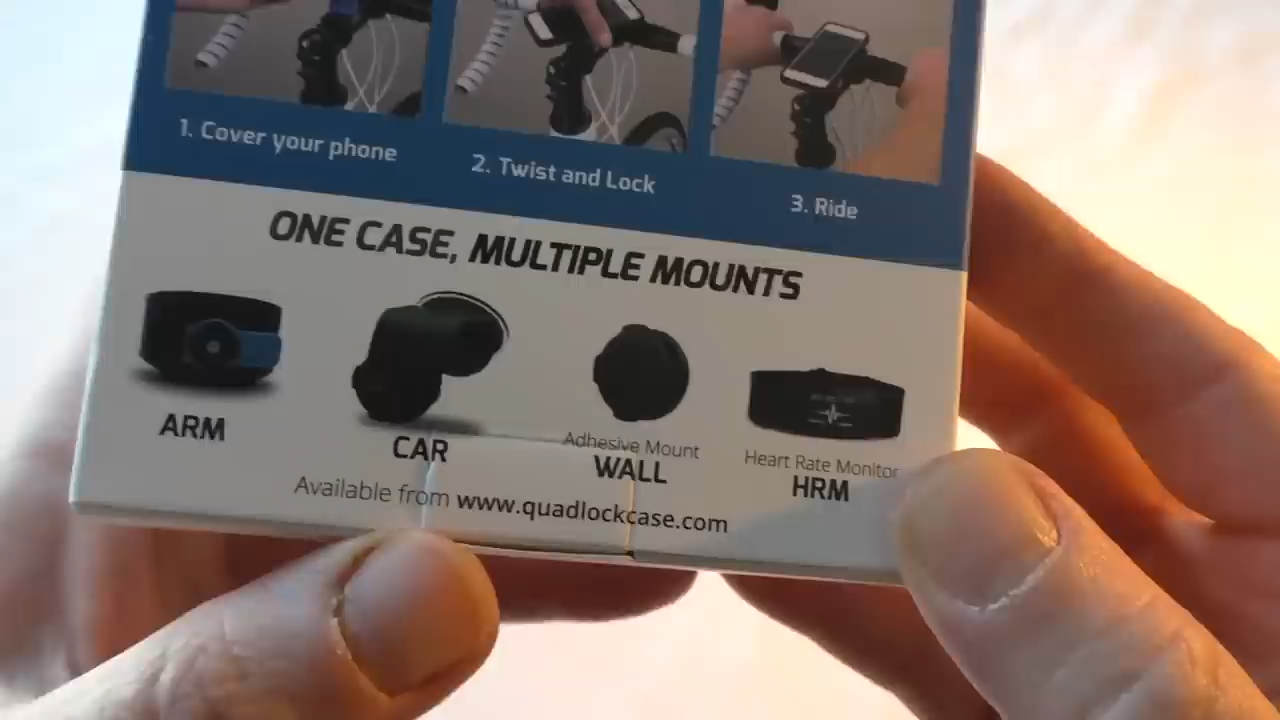 1. Cover your phone
2. Twist and Lock
3. Ride
ONE CASE, MULTIPLE MOUNTS
ARM
CAR
Adhesive Mount
WALL
Heart Rate Monitor
HRM
Available from www.quadlockcase.com